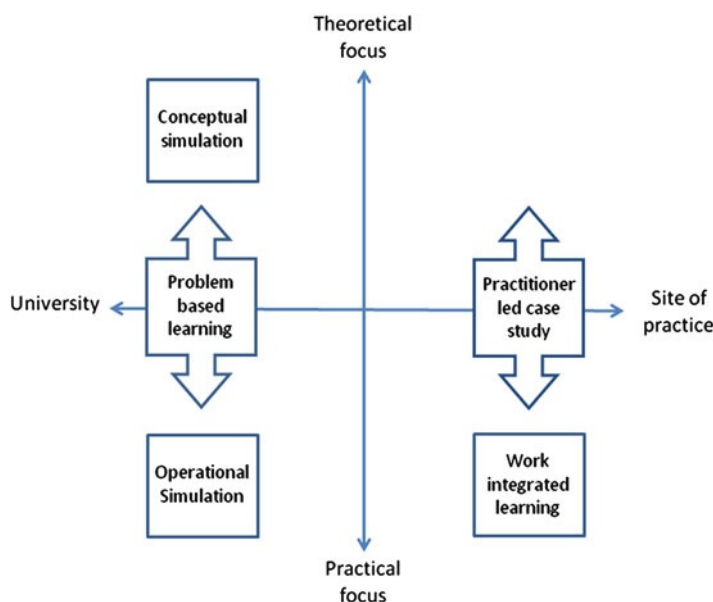 Theoretical
focus
Conceptual
simulation
University
Problem
based
learning
Practitioner
led case
study
Site of
practice
Operational
Simulation
Work
integrated
learning
Practical
focus